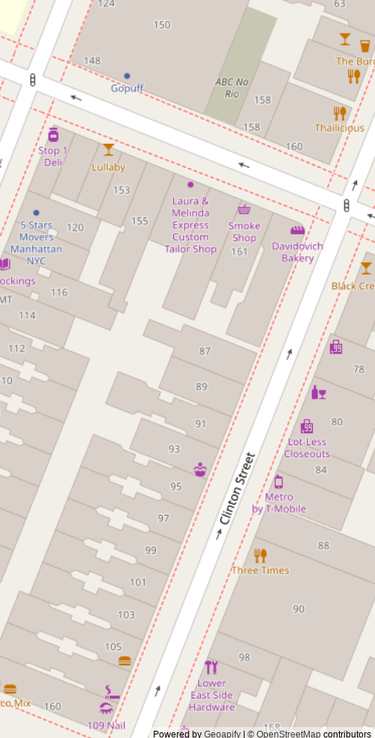 124
150
63
148
Gopuff
ABC No
Rio
The Bur
158
Thailicious
158
160
Stop 1
Deli
Lullaby
153
Laura &
Melinda
Express
Custom
Tailor Shop
155
Smoke
Shop
161
Davidovich
Bakery
5 Stars
Movers
Manhattan
NYC
120
ockings
MT
116
Black Cre
114
112
87
78
10
89
91
80
93
Lot-Less
Closeouts
84
95
Metro
by T-Mobile
97
Clinton Street
88
99
Three Times
101
90
103
105
98
Lower
East Side
Hardware
co Mix
160
109 Nail
168
Powered by Geoapify | © OpenStreetMap contributors